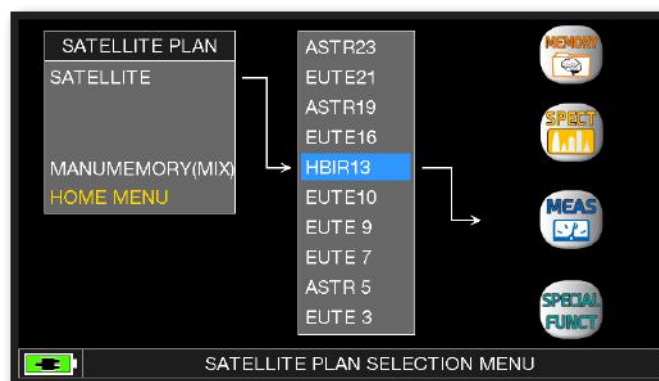 SATELLITE PLAN
SATELLITE
MANUMEMORY(MIX)
HOME MENU
ASTR23
EUTE21
ASTR19
EUTE16
HBIR13
EUTE10
EUTE 9
EUTE 7
ASTR 5
EUTE 3
MEMORY
SPECT
MEAS
SPECIAL
FUNCT
SATELLITE PLAN SELECTION MENU